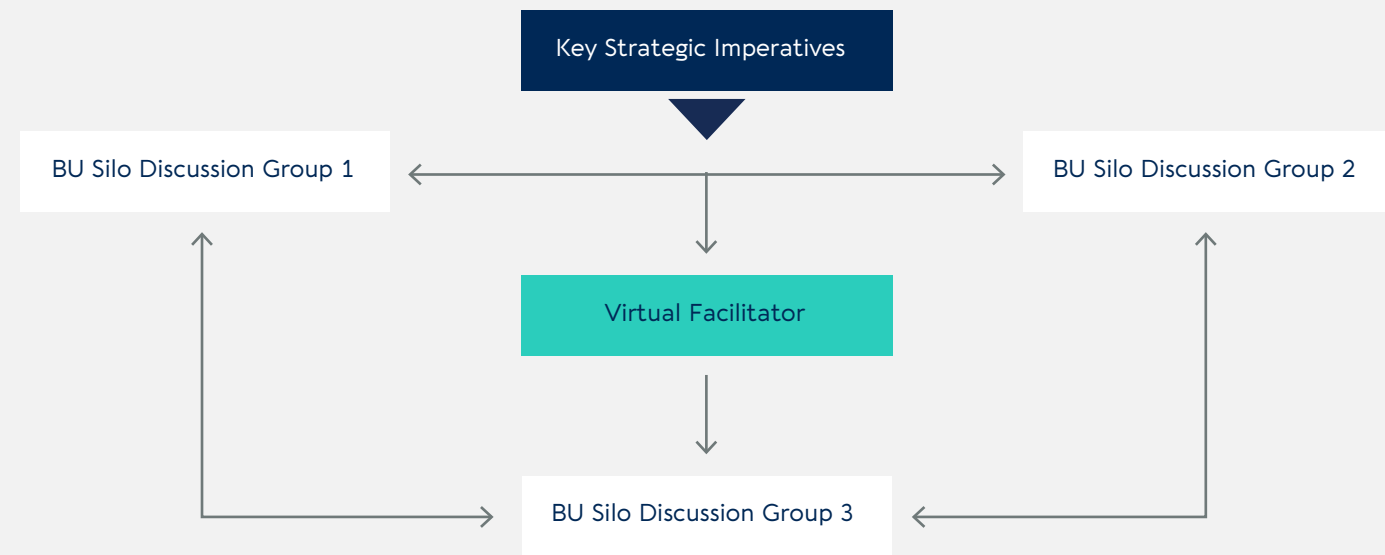 Key Strategic Imperatives
BU Silo Discussion Group 1
BU Silo Discussion Group 2
Virtual Facilitator
BU Silo Discussion Group 3